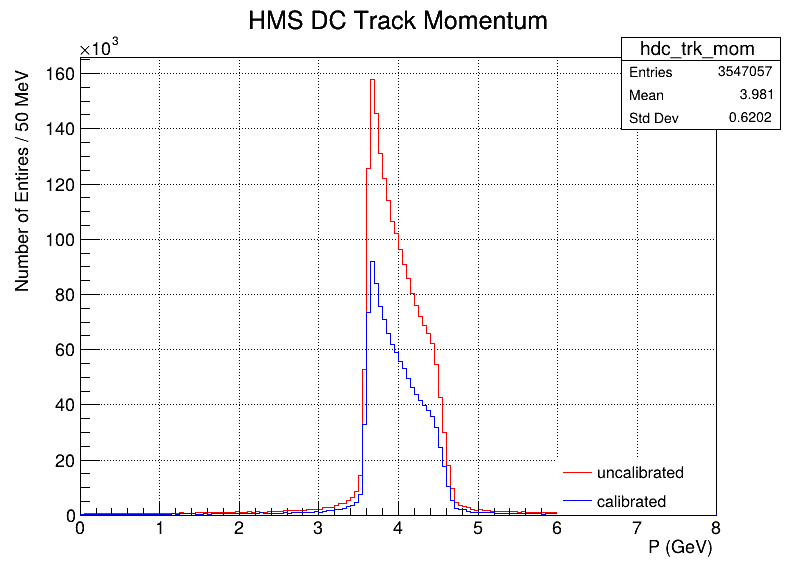 HMS DC Track Momentum
×10³
hdc_trk_mom
Entries 3547057
Mean 3.981
Std Dev 0.6202
Number of Entires / 50 MeV
160
140
120
100
80
60
40
20
0
uncalibrated
calibrated
0 1 2 3 4 5 6 7 8
P (GeV)